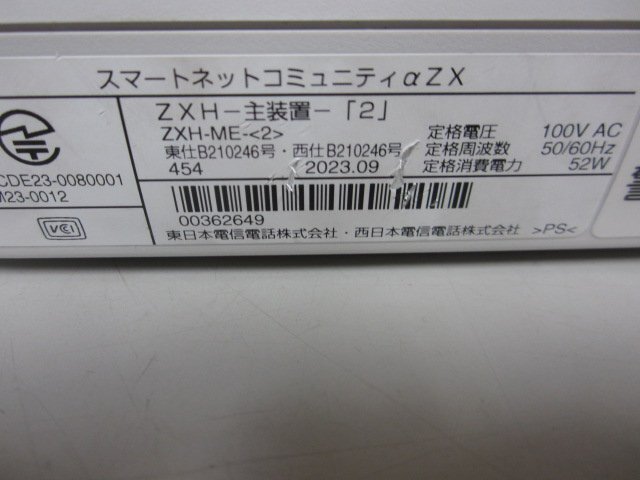 スマートネットコミュニティαZX
ZXH－主装置－「2」
ZXH-ME-<2>
定格電圧 100V AC
東仕B210246号・西仕B210246号
定格周波数 50/60Hz
454 2023.09
定格消費電力 52W
CDE23-0080001
M23-0012
00362649
VCI
東日本電信電話株式会社・西日本電信電話株式会社 >PS<